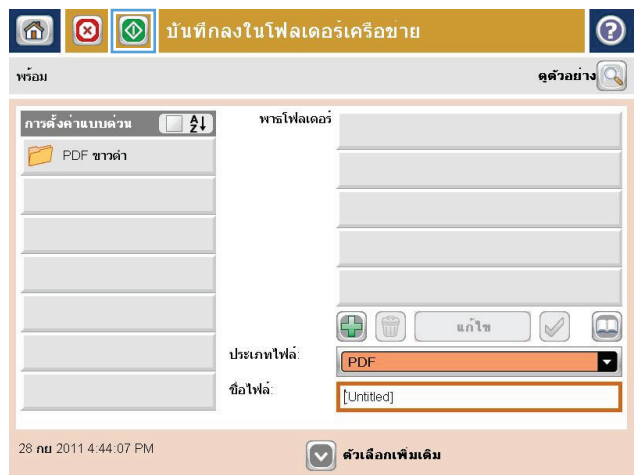 บันทึกลงในโฟลเดอร์เครือข่าย
?
พร้อม
ดูตัวอย่าง
การตั้งค่าแบบด่วน
A Z
พาธโฟลเดอร์
PDF ขาวดำ
แก้ไข
ประเภทไฟล์:
PDF
ชื่อไฟล์:
[Untitled]
28 กย 2011 4:44:07 PM
ตัวเลือกเพิ่มเติม